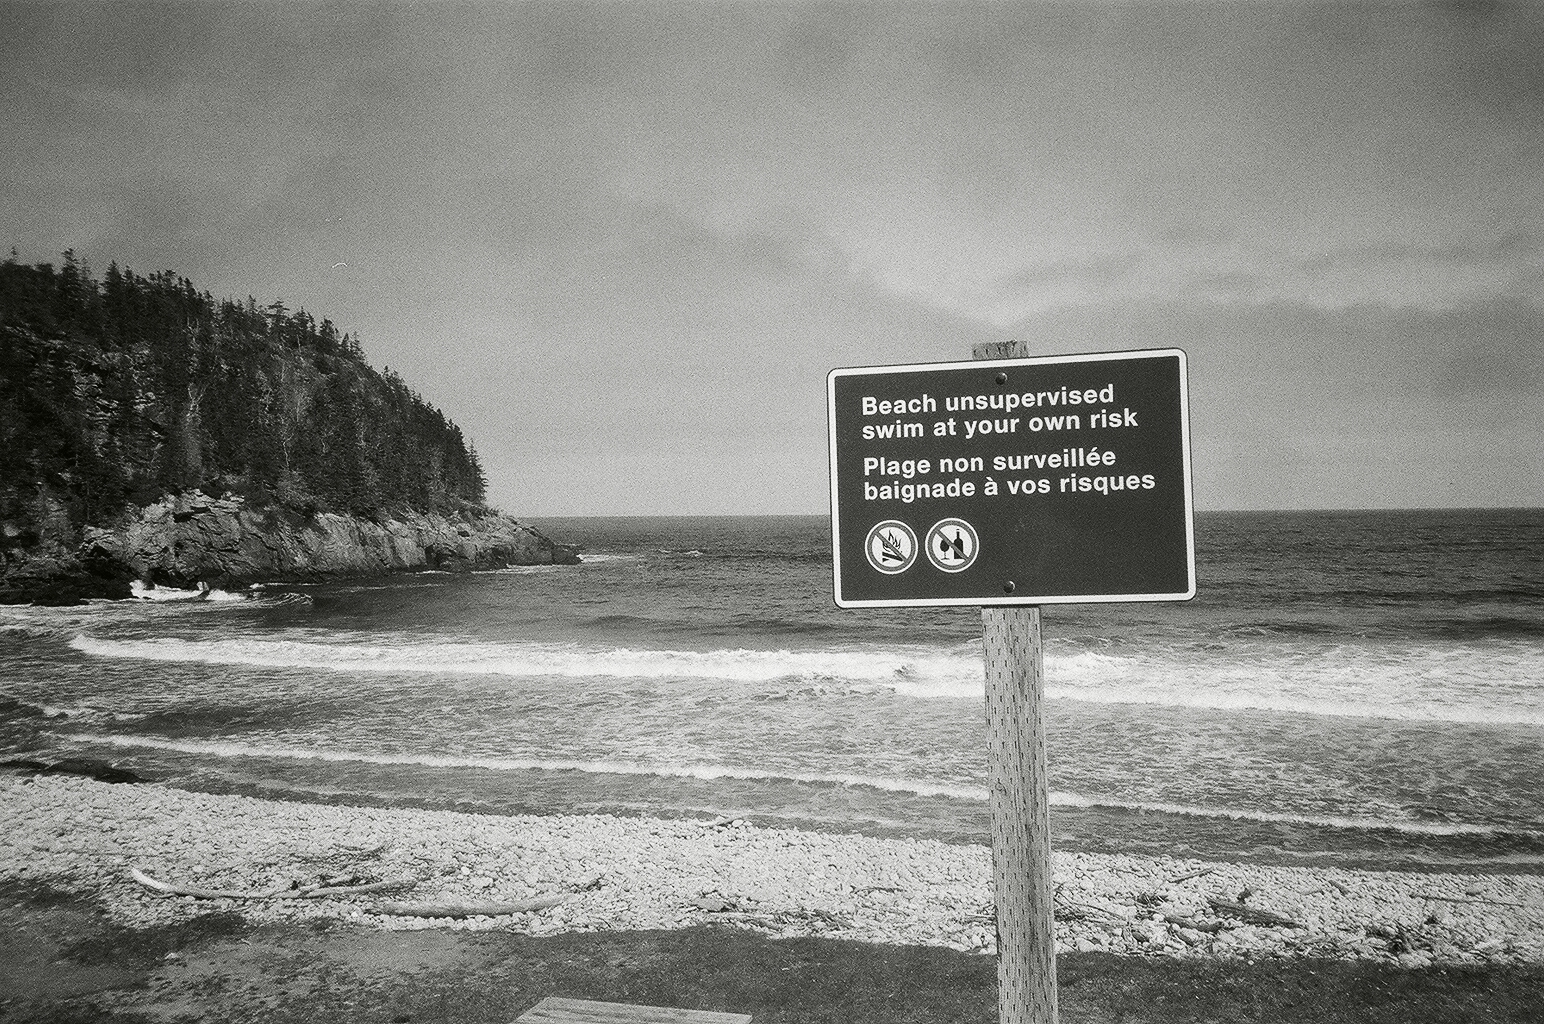 Beach unsupervised
swim at your own risk
Plage non surveillée
baignade à vos risques